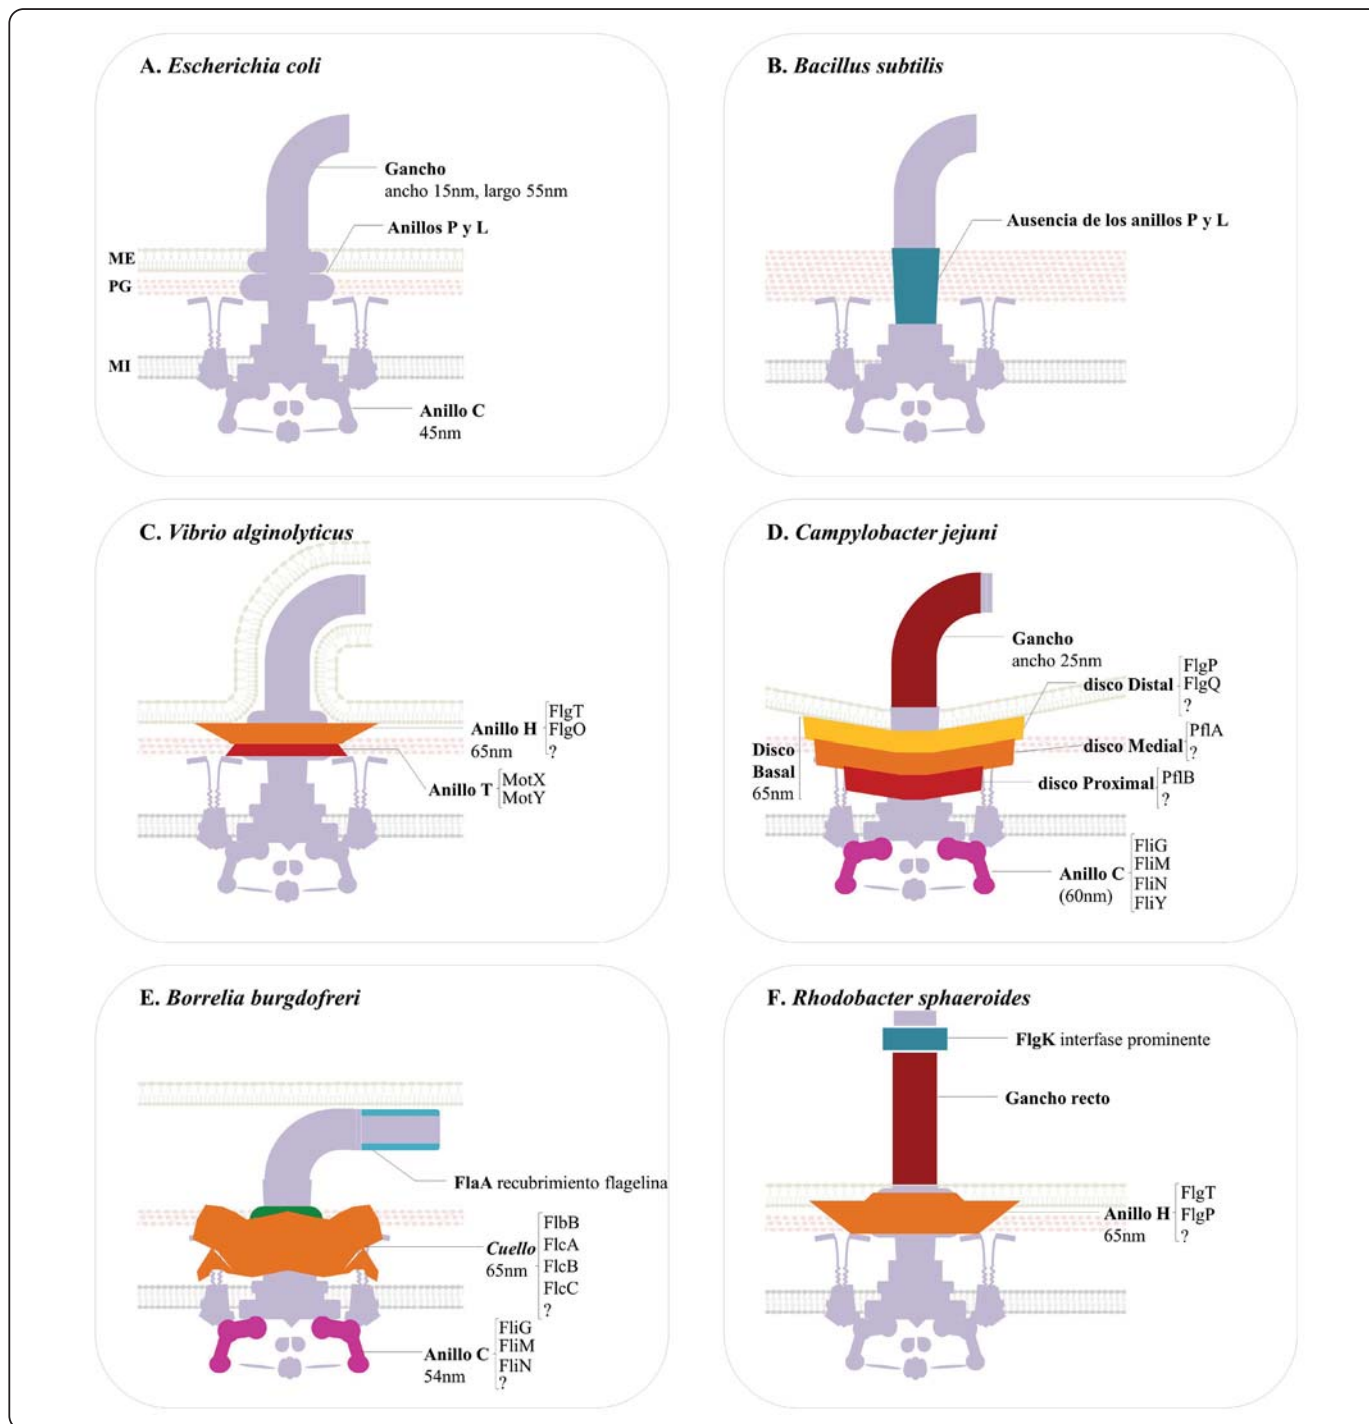 A. Escherichia coli
Gancho
ancho 15nm, largo 55nm
Anillos P y L
ME
PG
MI
Anillo C
45nm
B. Bacillus subtilis
Ausencia de los anillos P y L
C. Vibrio alginolyticus
Anillo H
65nm
FlgT
FlgO
?
Anillo T
MotX
MotY
D. Campylobacter jejuni
Gancho
ancho 25nm
disco Distal
FlgP
FlgQ
?
disco Medial
PflA
?
Disco
Basal
65nm
disco Proximal
PflB
?
Anillo C
(60nm)
FliG
FliM
FliN
FliY
E. Borrelia burgdofreri
FlaA recubrimiento flagelina
Cuello
65nm
FlbB
FlcA
FlcB
FlcC
?
Anillo C
54nm
FliG
FliM
FliN
?
F. Rhodobacter sphaeroides
FlgK interfase prominente
Gancho recto
Anillo H
65nm
FlgT
FlgP
?